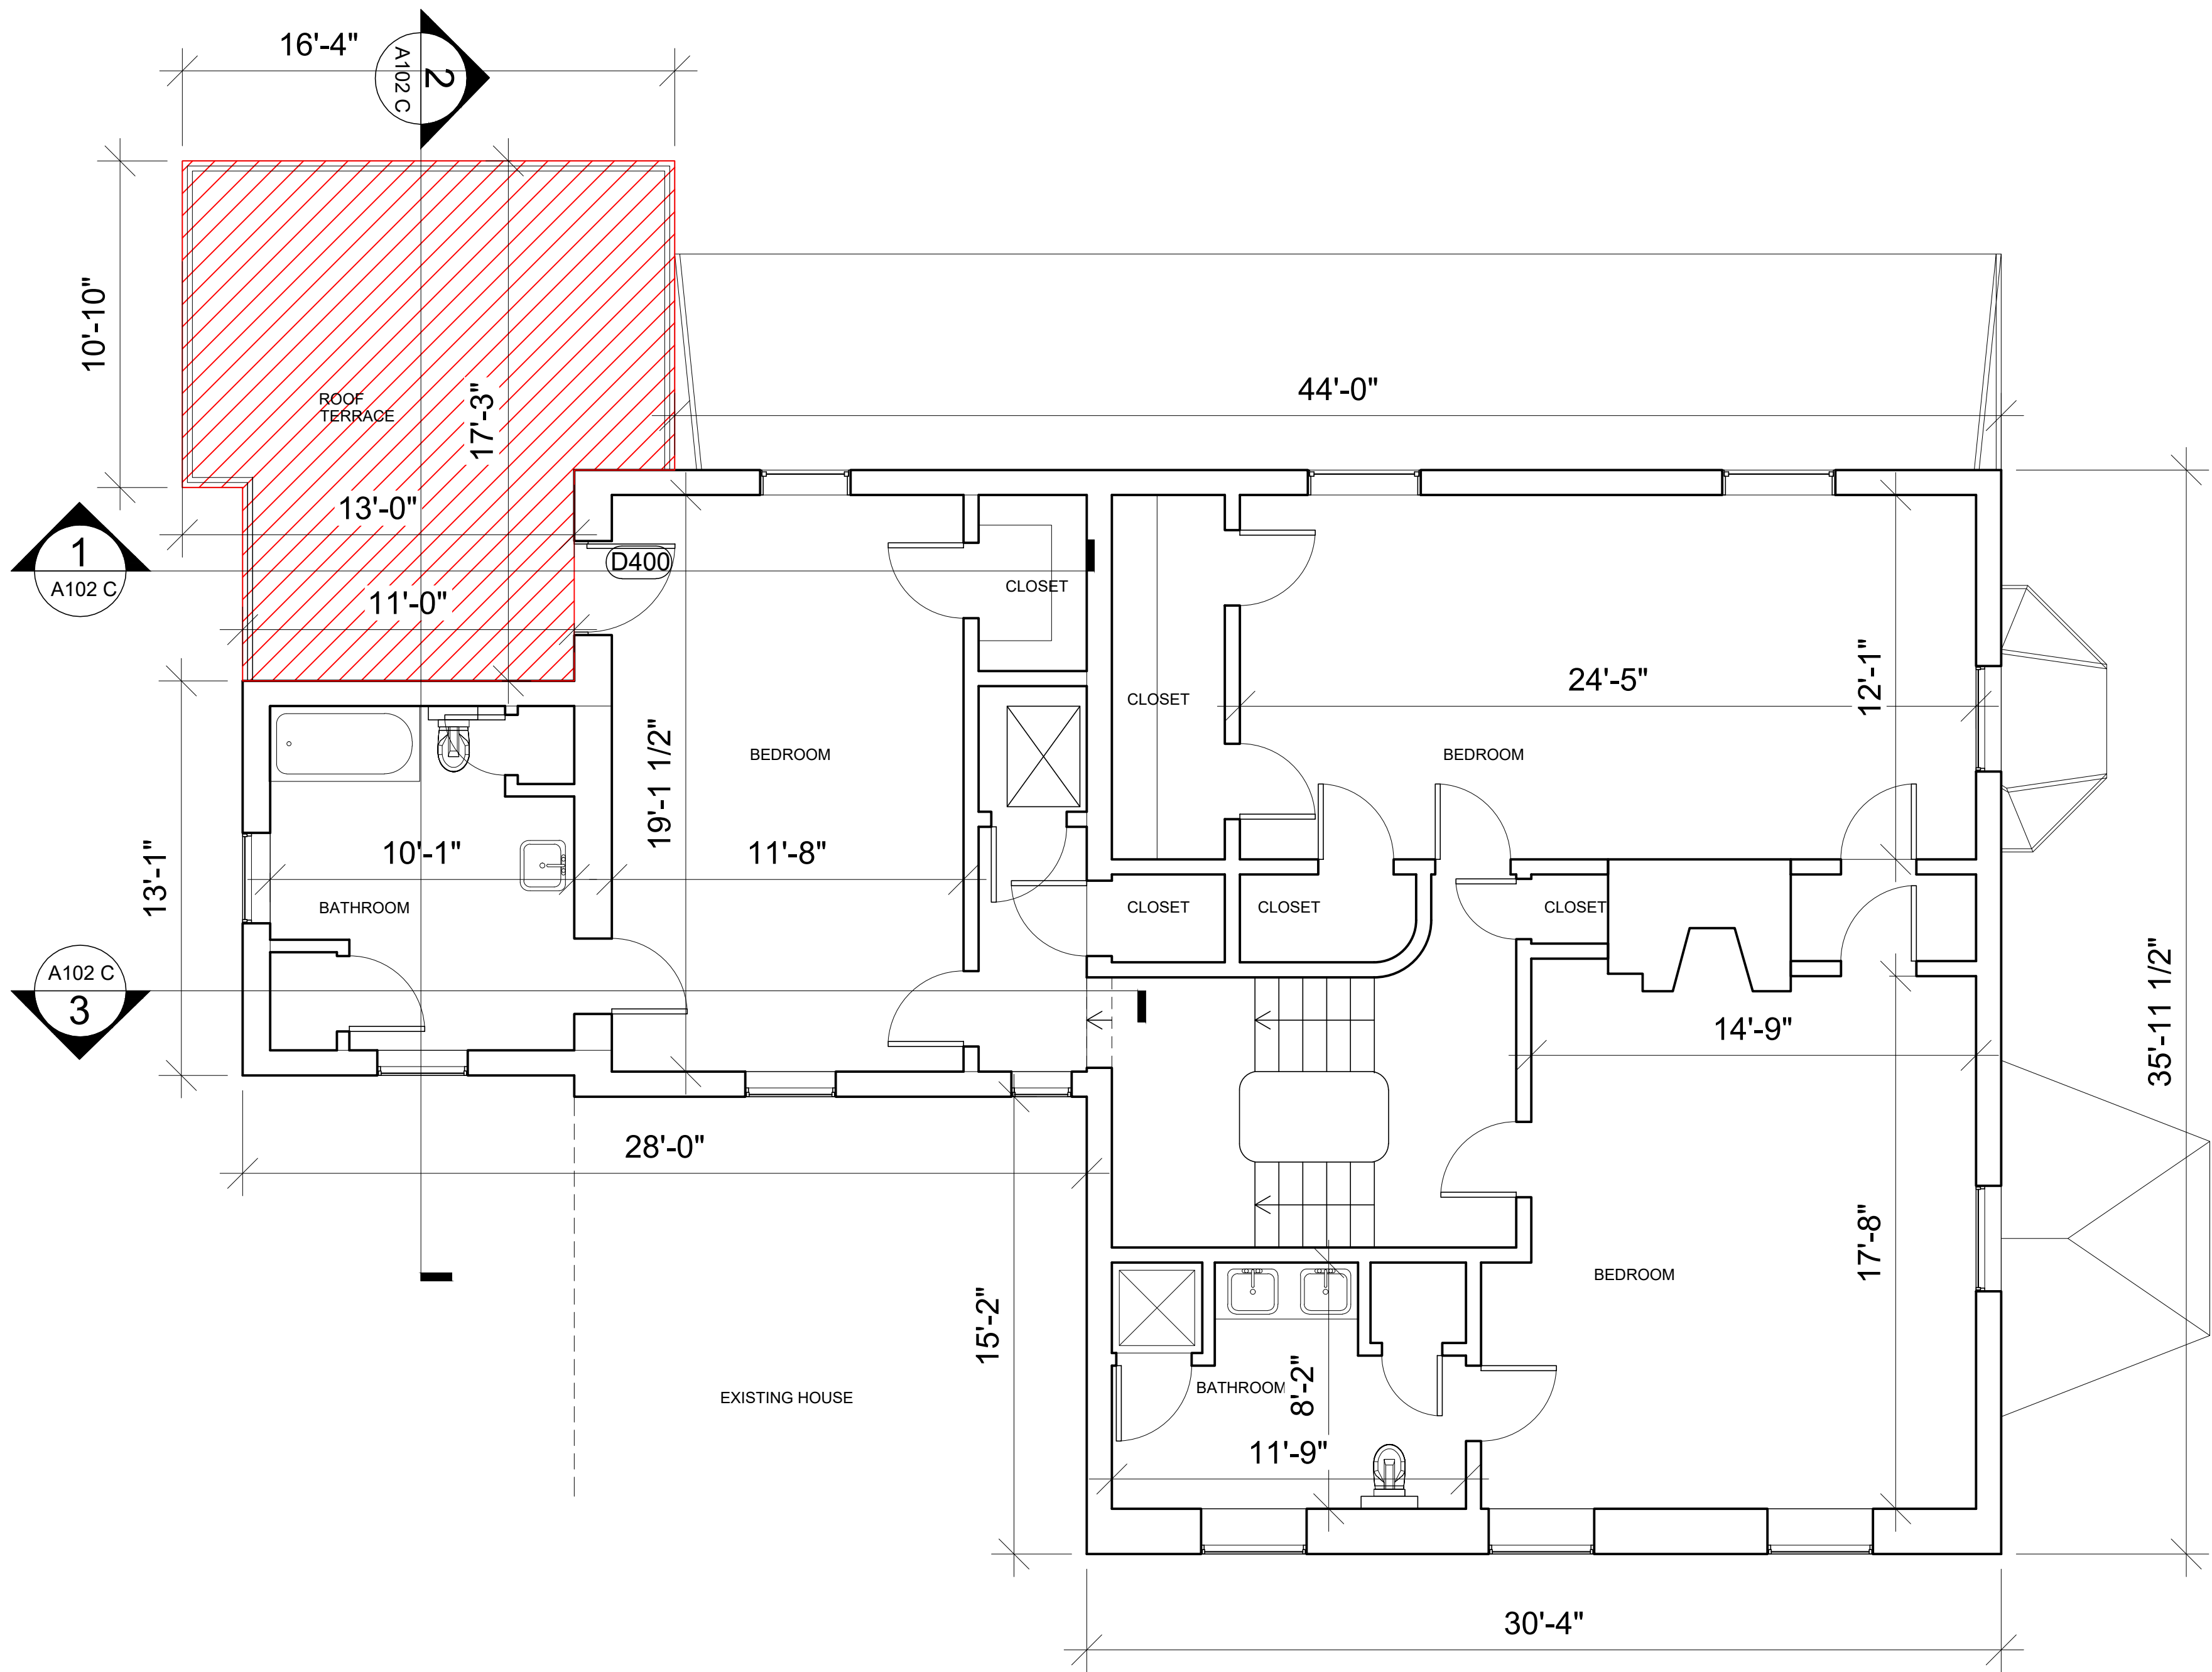 16'-4"
2
A102 C
10'-10"
ROOF
TERRACE
17'-3"
44'-0"
13'-0"
1
A102 C
D400
11'-0"
CLOSET
CLOSET
24'-5"
12'-1"
BEDROOM
BEDROOM
19'-1 1/2"
13'-1"
10'-1"
11'-8"
BATHROOM
CLOSET
CLOSET
CLOSET
A102 C
3
14'-9"
35'-11 1/2"
28'-0"
17'-8"
BEDROOM
15'-2"
EXISTING HOUSE
BATHROOM
8'-2"
11'-9"
30'-4"